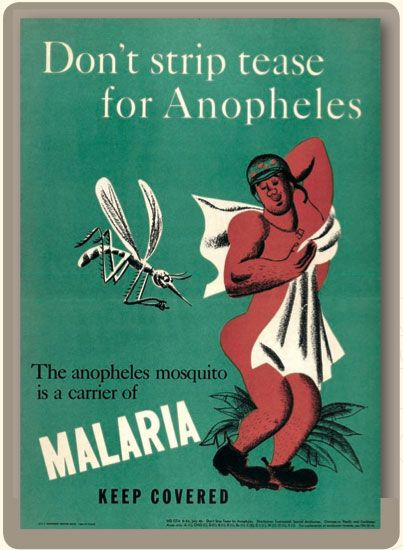 Don't strip tease
for Anopheles
The anopheles mosquito
is a carrier of
MALARIA
KEEP COVERED